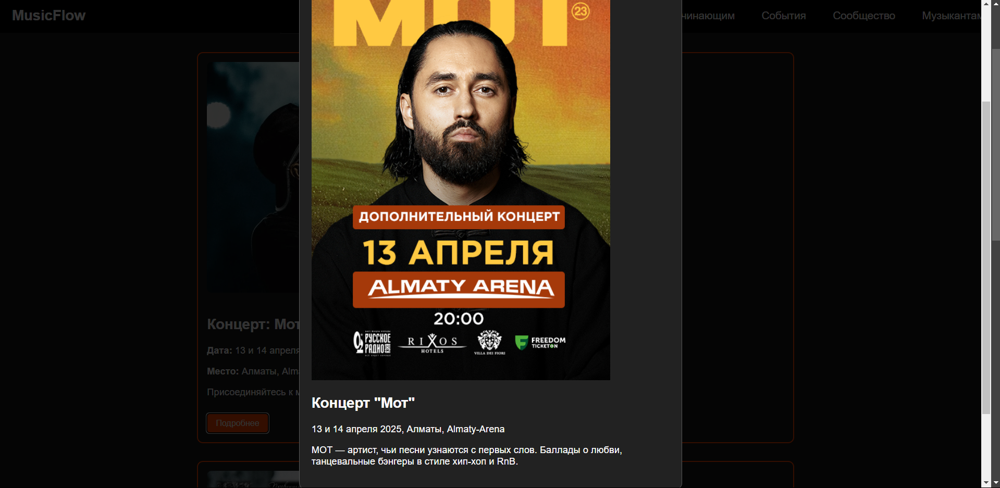 MusicFlow
чинающим
События
Сообщество
Музыкантам
МОТ
23
ДОПОЛНИТЕЛЬНЫЙ КОНЦЕРТ
13 АПРЕЛЯ
ALMATY ARENA
20:00
РУССКОЕ
РАДИО
АЗИЯ
RIXOS
HOTELS
VILLA DEI FIORI
FREEDOM
TICKETON
Концерт "Мот"
13 и 14 апреля 2025, Алматы, Almaty-Arena
МОТ — артист, чьи песни узнаются с первых слов. Баллады о любви,
танцевальные бэнгеры в стиле хип-хоп и RnB.
Концерт: Мот
Дата: 13 и 14 апреля
Место: Алматы, Alma
Присоединяйтесь к м
Подробнее